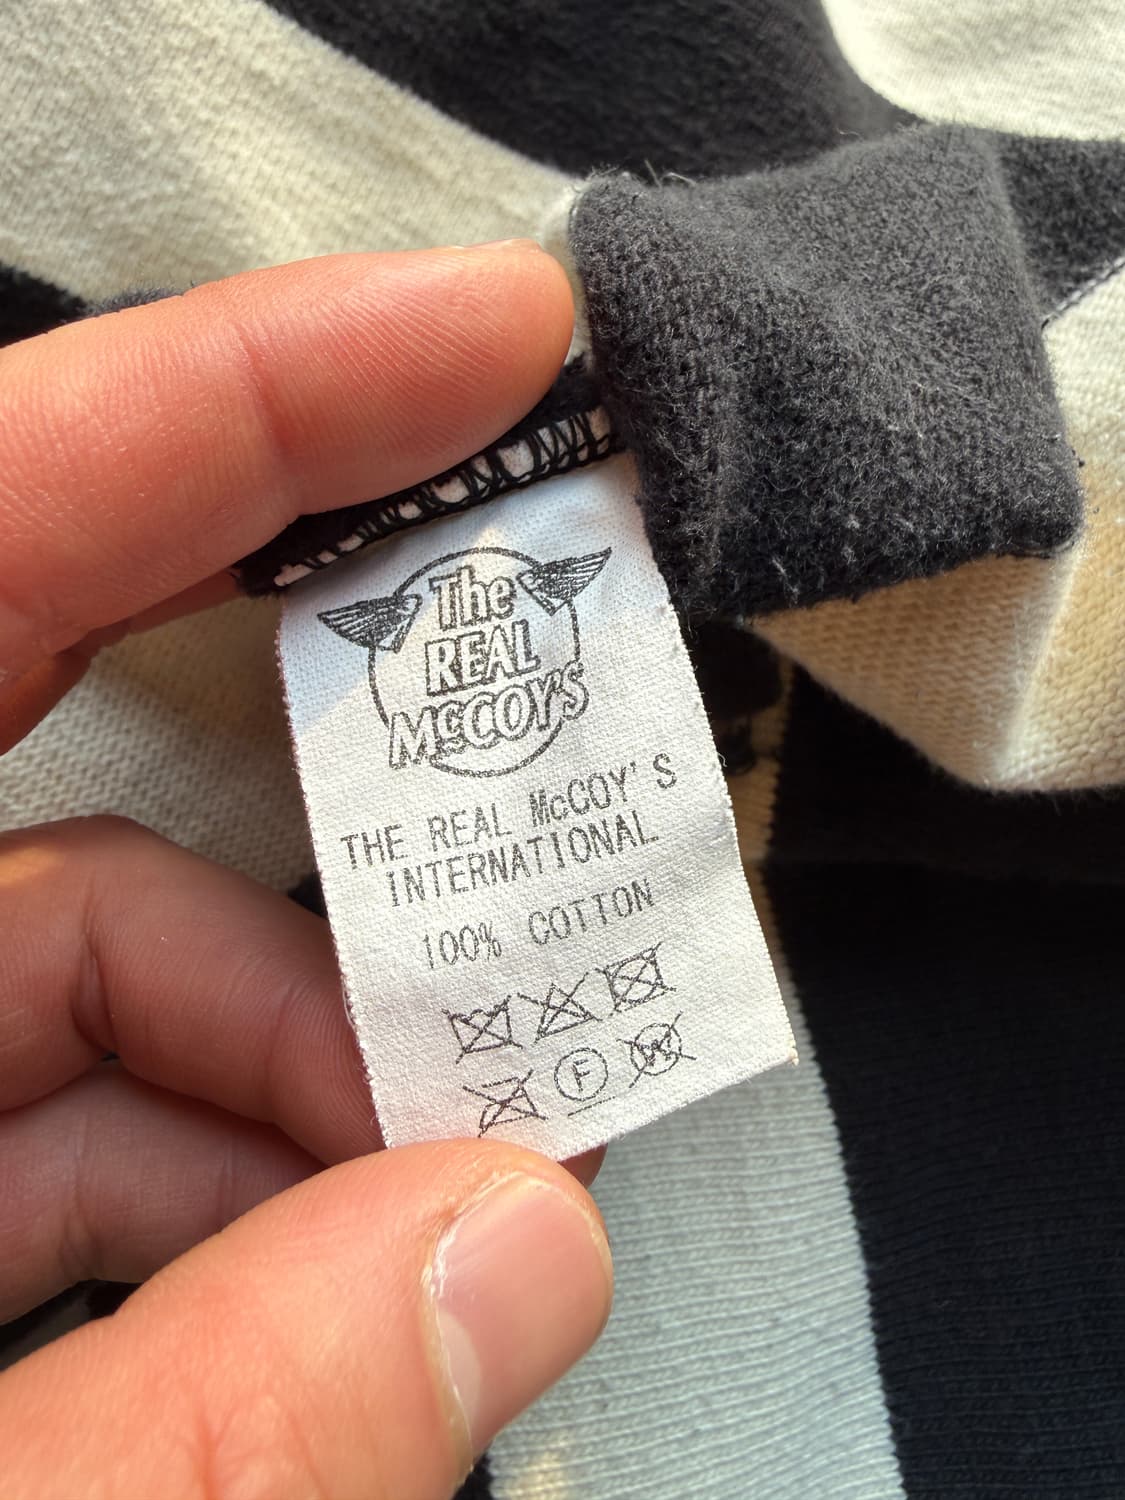 The
REAL
McCOY'S
THE REAL McCOY'S
INTERNATIONAL
100% COTTON
F
W